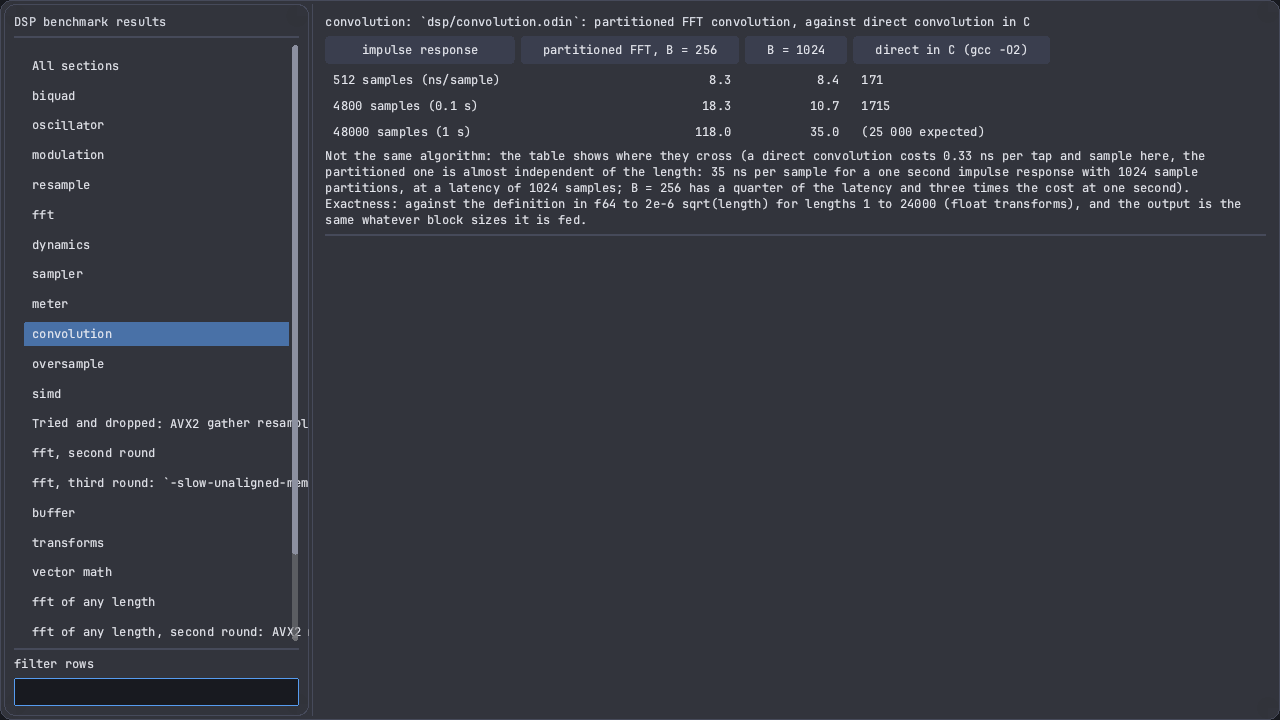 DSP benchmark results
All sections
biquad
oscillator
modulation
resample
fft
dynamics
sampler
meter
convolution
oversample
simd
Tried and dropped: AVX2 gather resampl
fft, second round
fft, third round: `-slow-unaligned-mem
buffer
transforms
vector math
fft of any length
fft of any length, second round: AVX2
filter rows
convolution: `dsp/convolution.odin`: partitioned FFT convolution, against direct convolution in C
impulse response partitioned FFT, B = 256 B = 1024 direct in C (gcc -O2)
512 samples (ns/sample) 8.3 8.4 171
4800 samples (0.1 s) 18.3 10.7 1715
48000 samples (1 s) 118.0 35.0 (25 000 expected)
Not the same algorithm: the table shows where they cross (a direct convolution costs 0.33 ns per tap and sample here, the
partitioned one is almost independent of the length: 35 ns per sample for a one second impulse response with 1024 sample
partitions, at a latency of 1024 samples; B = 256 has a quarter of the latency and three times the cost at one second).
Exactness: against the definition in f64 to 2e-6 sqrt(length) for lengths 1 to 24000 (float transforms), and the output is the
same whatever block sizes it is fed.